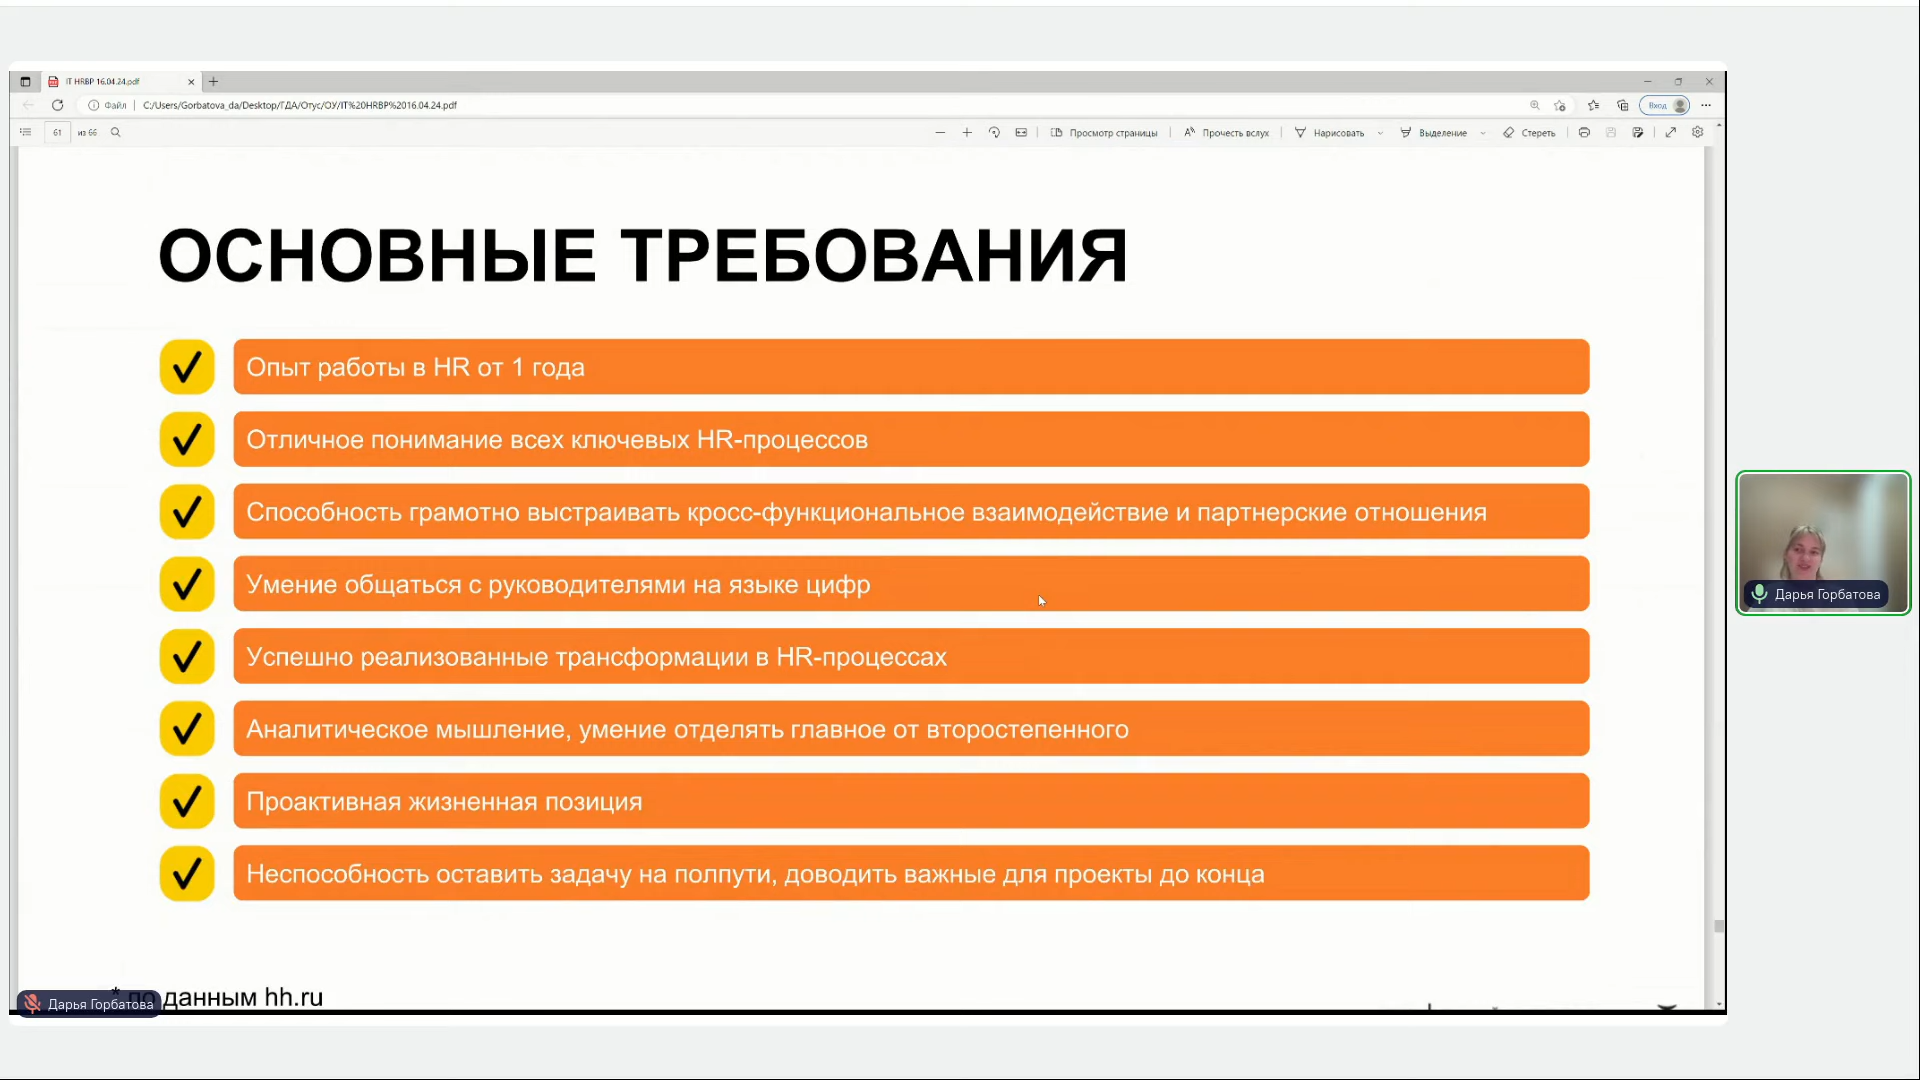 IT HRBP 16.04.24.pdf
Файл
C:/Users/Gorbatova_da/Desktop/ГДА/Отус/ОУ/IT%20HRBP%2016.04.24.pdf
Вход
61 из 66
Просмотр страницы
Прочесть вслух
Нарисовать
Выделение
Стереть
ОСНОВНЫЕ ТРЕБОВАНИЯ
Опыт работы в HR от 1 года
Отличное понимание всех ключевых HR-процессов
Способность грамотно выстраивать кросс-функциональное взаимодействие и партнерские отношения
Умение общаться с руководителями на языке цифр
Успешно реализованные трансформации в HR-процессах
Аналитическое мышление, умение отделять главное от второстепенного
Проактивная жизненная позиция
Неспособность оставить задачу на полпути, доводить важные для проекты до конца
* по данным hh.ru
Дарья Горбатова
Дарья Горбатова